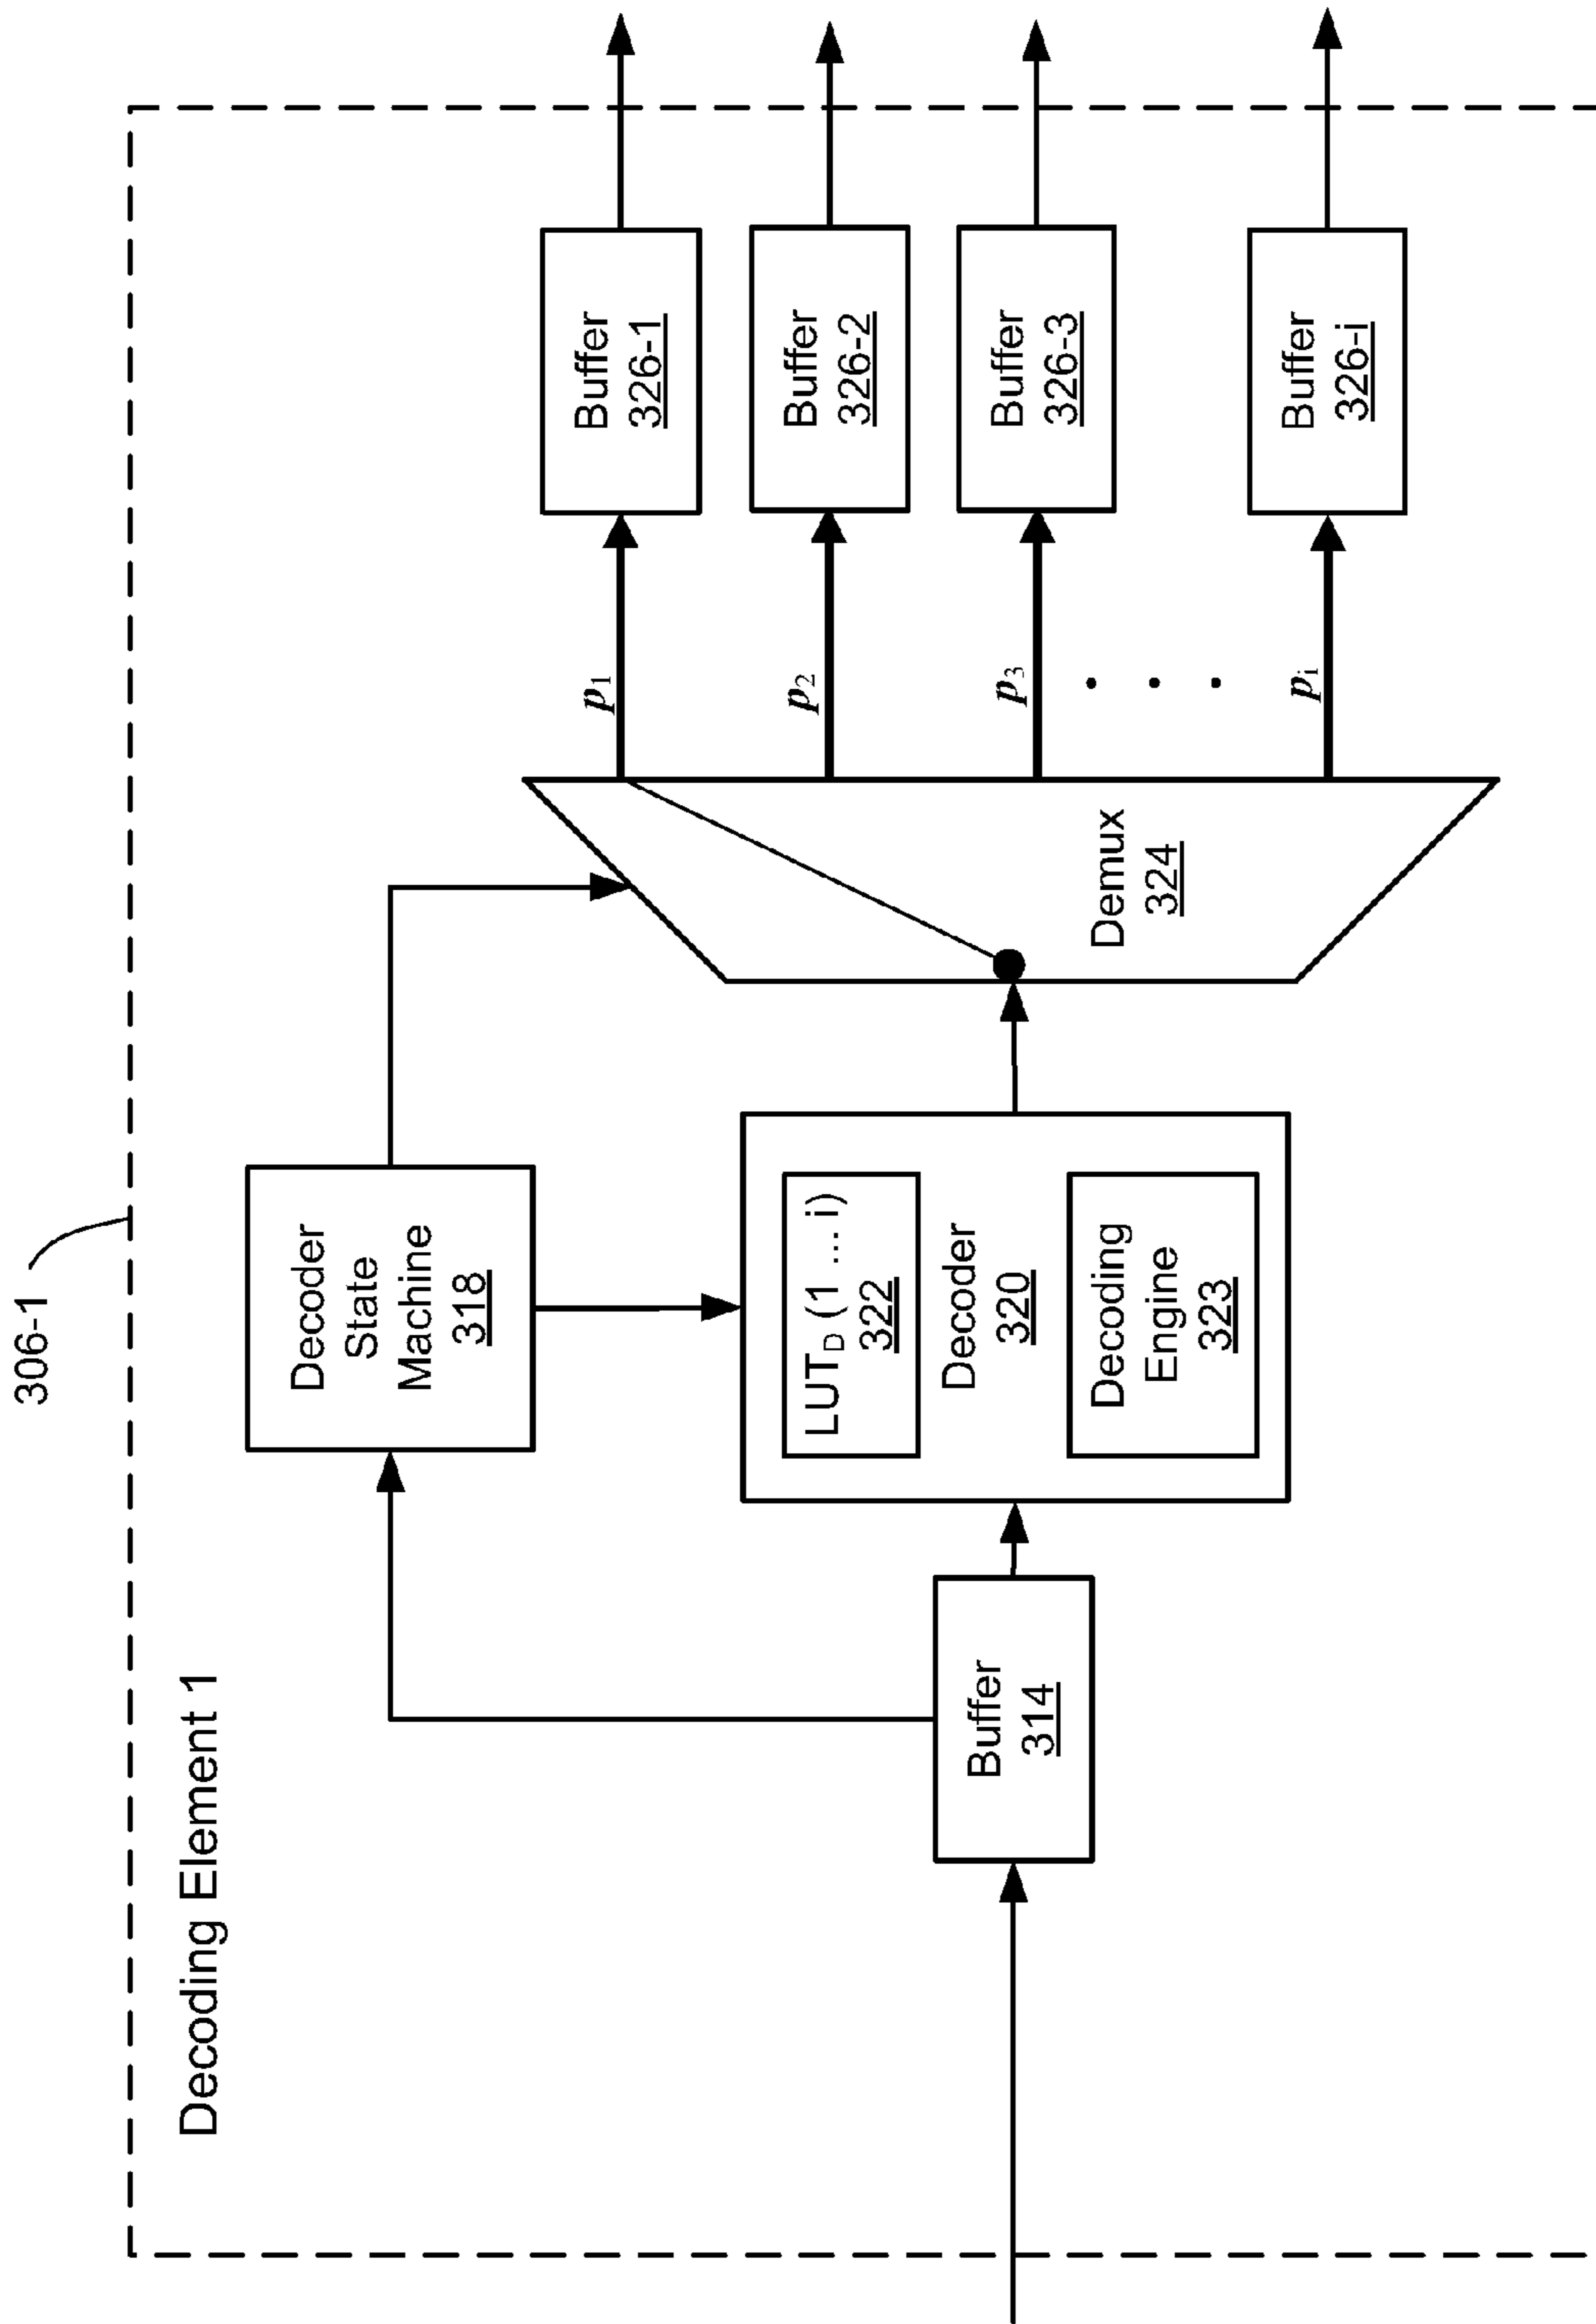 306-1
Decoding Element 1
Buffer
314
Decoder
State
Machine
318
LUTD (1 ... i)
322
Decoder
320
Decoding
Engine
323
Demux
324
p1
p2
p3
. . .
pi
Buffer
326-1
Buffer
326-2
Buffer
326-3
Buffer
326-i